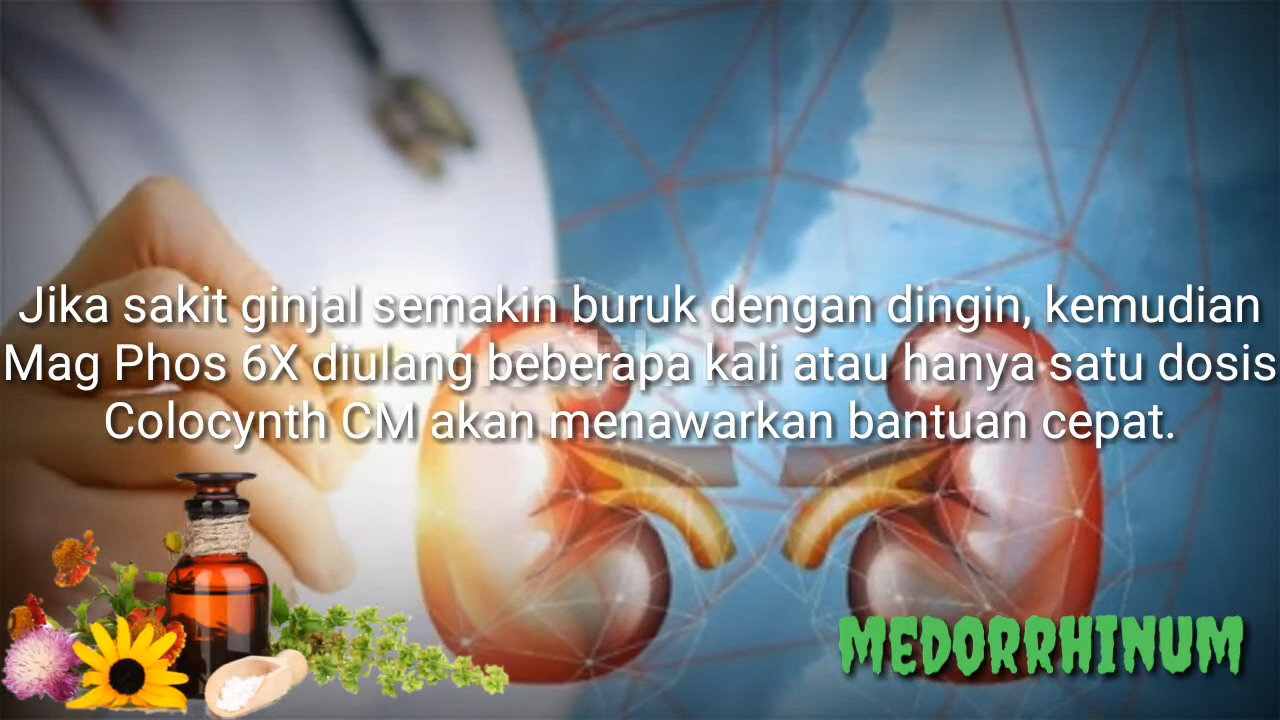 Jika sakit ginjal semakin buruk dengan dingin, kemudian
Mag Phos 6X diulang beberapa kali atau hanya satu dosis
Colocynth CM akan menawarkan bantuan cepat.
MEDORRHINUM